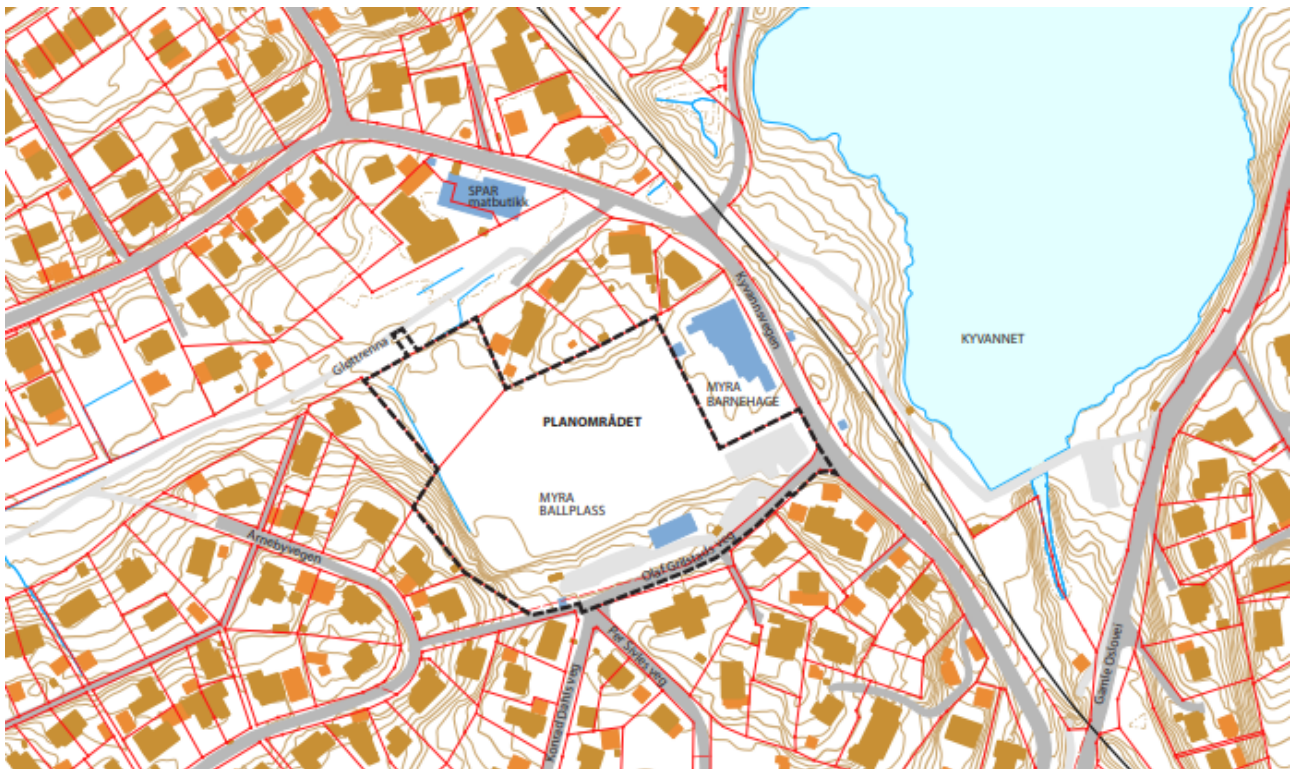 SPAR
matbutikk
Kyvannsvegen
KYVANNET
Gløttrenna
MYRA
BARNEHAGE
PLANOMRÅDET
MYRA
BALLPLASS
Arnebyvegen
Olaf Grilstads veg
Per Sivles veg
Konrad Dahls veg
Gamle Oslovei